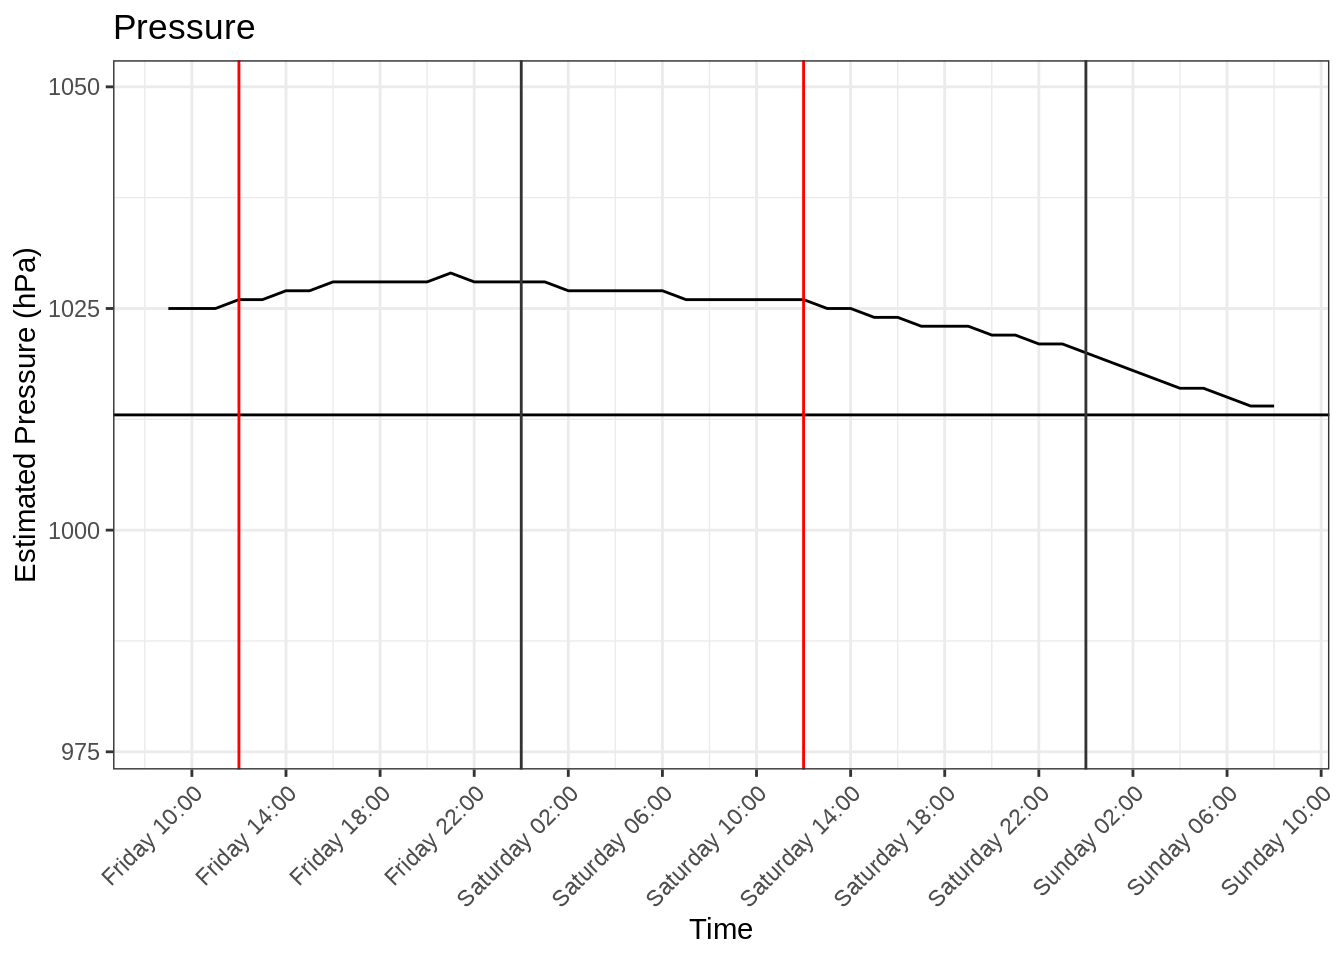 Pressure
Estimated Pressure (hPa)
1050
1025
1000
975
Friday 10:00
Friday 14:00
Friday 18:00
Friday 22:00
Saturday 02:00
Saturday 06:00
Saturday 10:00
Saturday 14:00
Saturday 18:00
Saturday 22:00
Sunday 02:00
Sunday 06:00
Sunday 10:00
Time